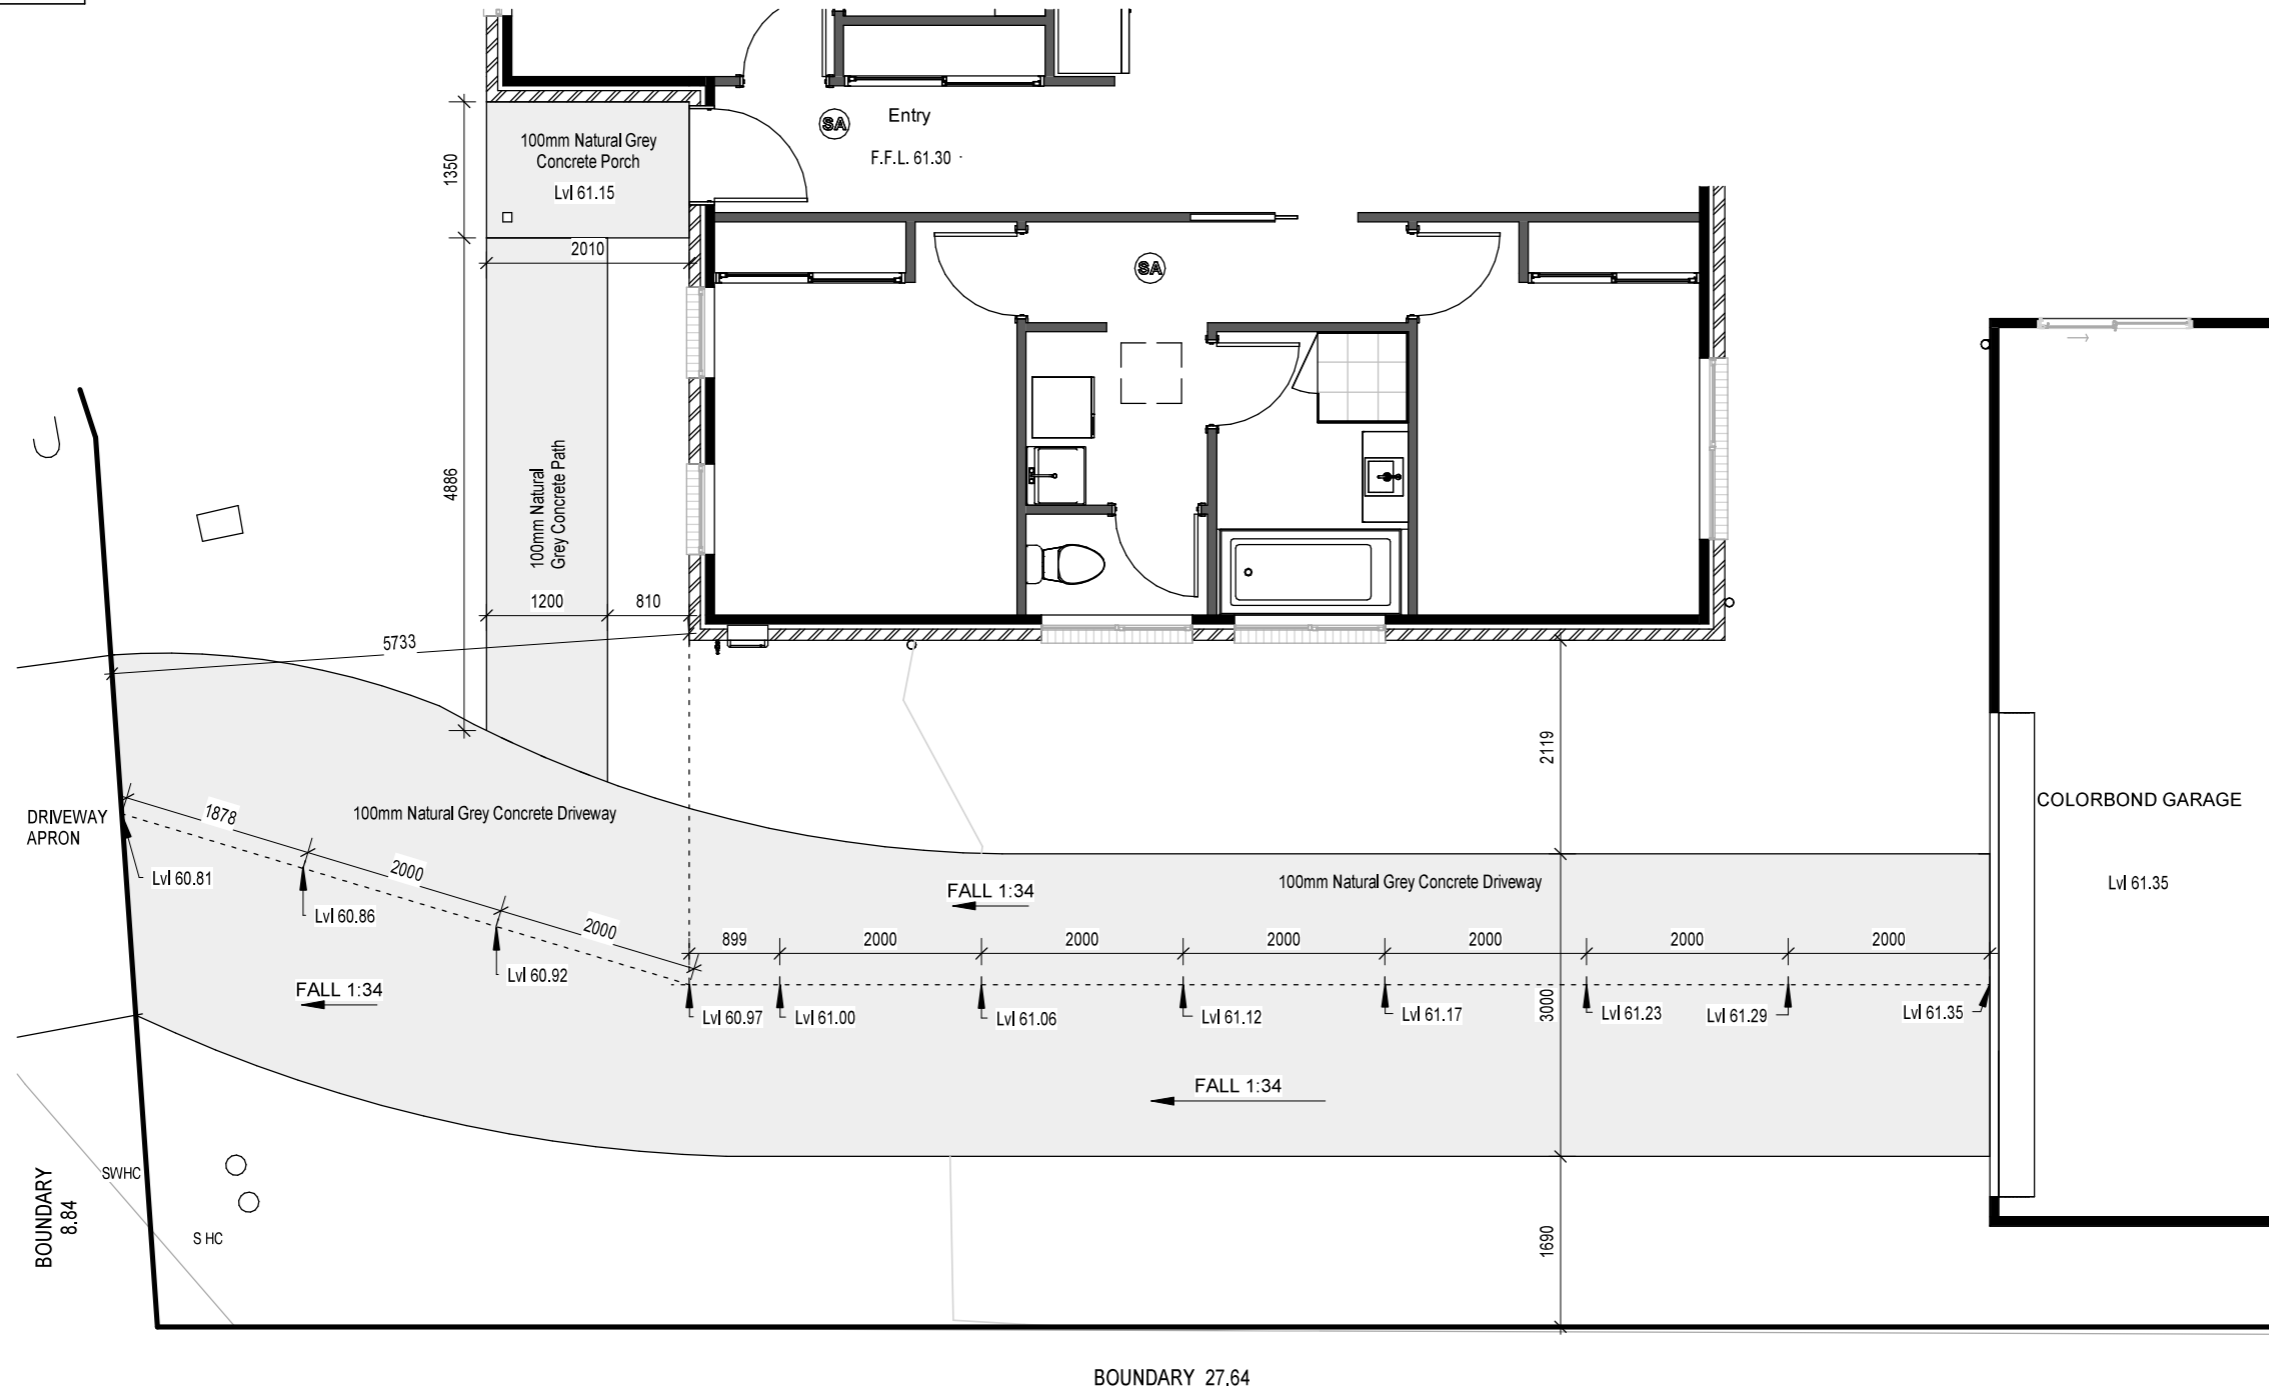 Entry
SA
F.F.L. 61.30
100mm Natural Grey
Concrete Porch
Lvl 61.15
1350
2010
SA
4886
100mm Natural
Grey Concrete Path
1200
810
5733
2119
COLORBOND GARAGE
Lvl 61.35
DRIVEWAY
APRON
1878
100mm Natural Grey Concrete Driveway
2000
2000
Lvl 60.81
Lvl 60.86
Lvl 60.92
FALL 1:34
FALL 1:34
100mm Natural Grey Concrete Driveway
899
2000
2000
2000
2000
2000
2000
Lvl 60.97
Lvl 61.00
Lvl 61.06
Lvl 61.12
Lvl 61.17
3000
Lvl 61.23
Lvl 61.29
Lvl 61.35
FALL 1:34
BOUNDARY
8.84
SWHC
S HC
1690
BOUNDARY 27.64